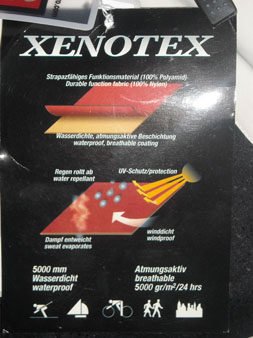 XENOTEX
Strapazfähiges Funktionsmaterial (100% Polyamid)
Durable function fabric (100% Nylon)
Wasserdichte, atmungsaktive Beschichtung
waterproof, breathable coating
Regen rollt ab
water repellant
UV-Schutz/protection
Dampf entweicht
sweat evaporates
winddicht
windproof
5000 mm
Wasserdicht
waterproof
Atmungsaktiv
breathable
5000 gr/m²/24 hrs